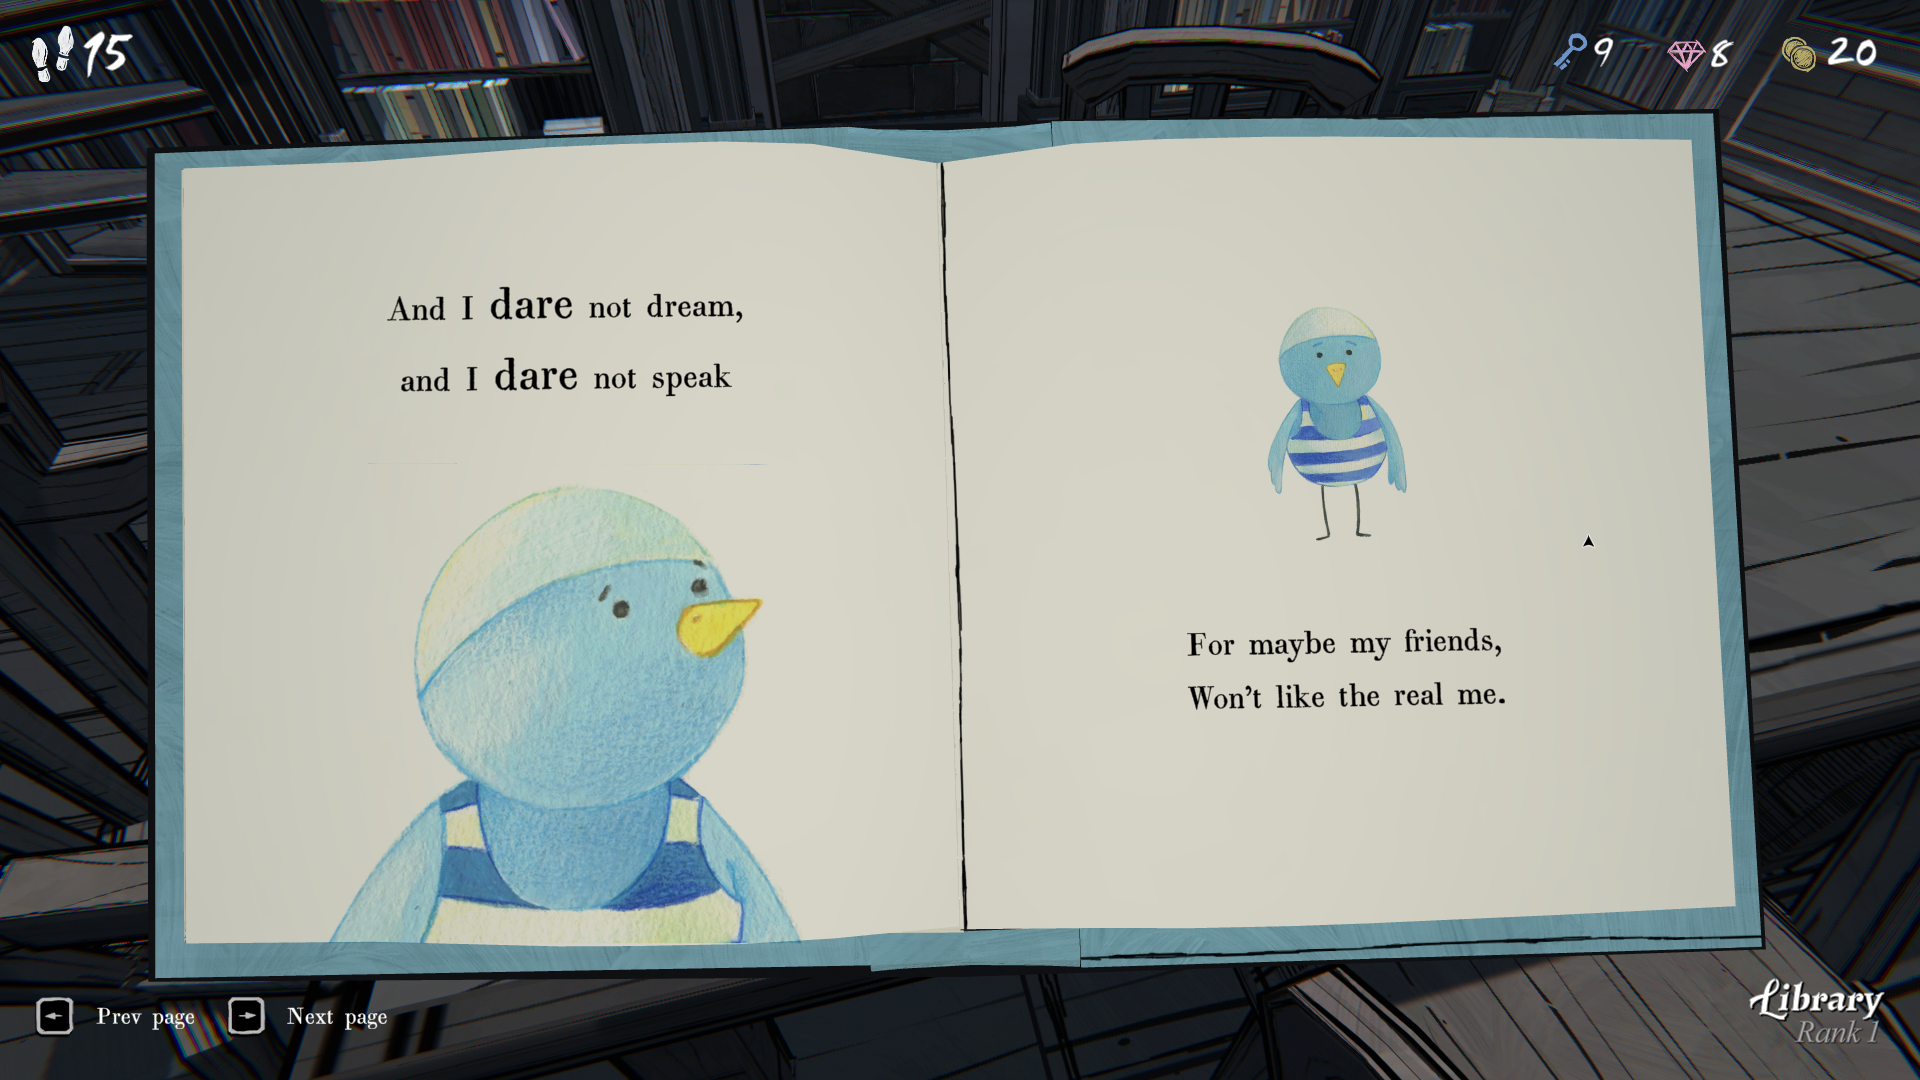 15
9
8
20
And I dare not dream,
and I dare not speak
For maybe my friends,
Won't like the real me.
Prev page
Next page
Library
Rank 1